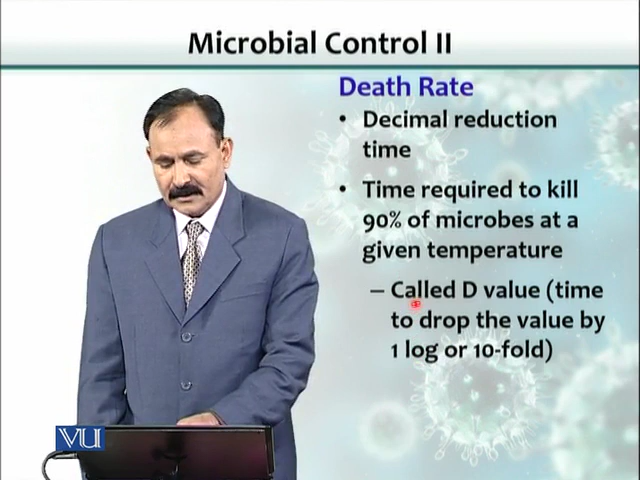 Microbial Control II
Death Rate
• Decimal reduction
time
• Time required to kill
90% of microbes at a
given temperature
– Called D value (time
to drop the value by
1 log or 10-fold)
VU